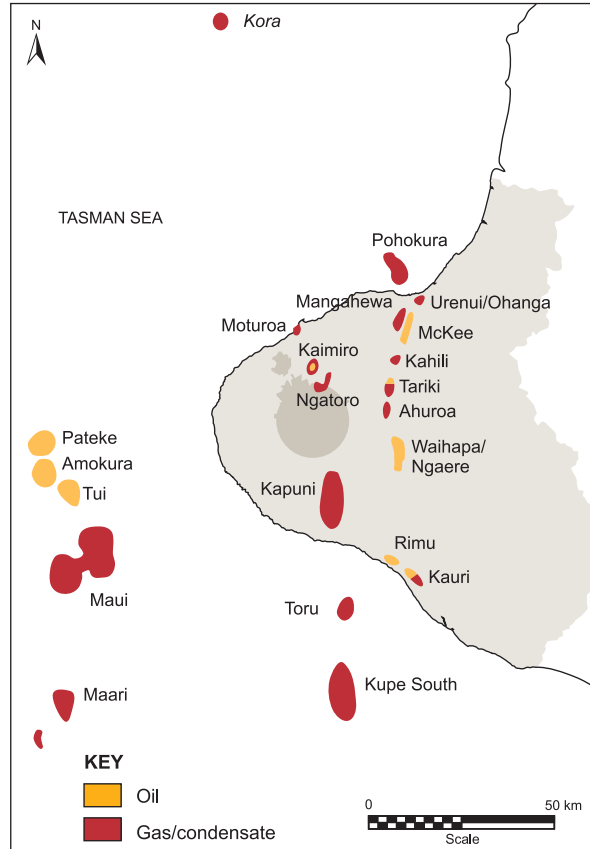 N
Kora
TASMAN SEA
Pohokura
Mangahewa
Urenui/Ohanga
Moturoa
McKee
Kaimiro
Kahili
Tariki
Ngatoro
Ahuroa
Pateke
Waihapa/
Ngaere
Amokura
Tui
Kapuni
Rimu
Kauri
Maui
Toru
Kupe South
Maari
KEY
Oil
Gas/condensate
0 50 km
Scale